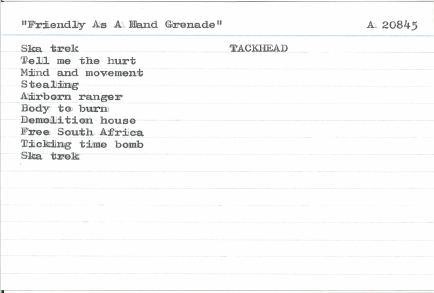 "Friendly As A Hand Grenade" A 20845
Ska trek TACKHEAD
Tell me the hurt
Mind and movement
Stealing
Airborn ranger
Body to burn
Demolition house
Free South Africa
Ticking time bomb
Ska trek